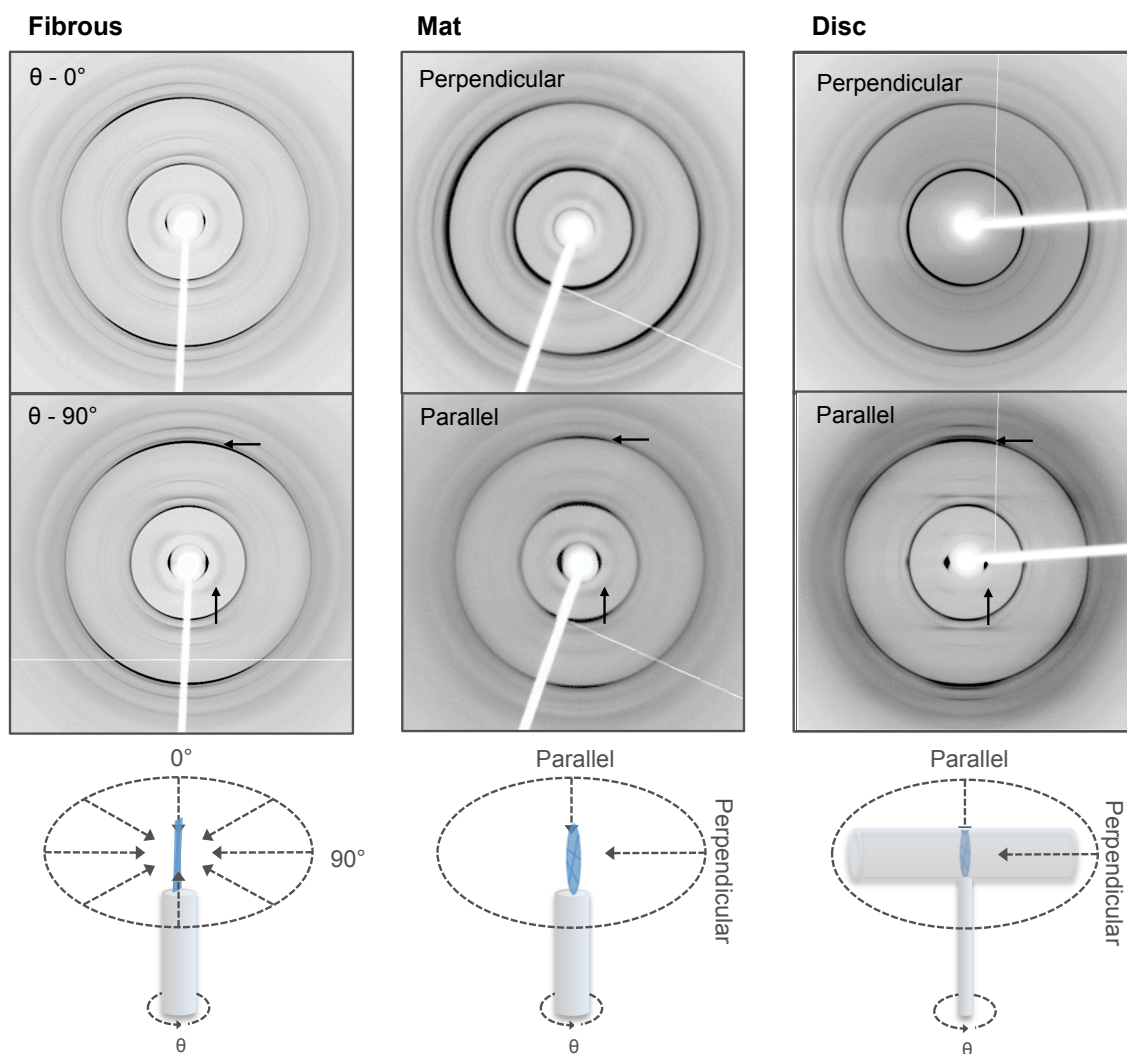 Fibrous
Mat
Disc
θ - 0°
Perpendicular
Perpendicular
θ - 90°
Parallel
Parallel
0°
Parallel
Parallel
90°
Perpendicular
Perpendicular
θ
θ
θ